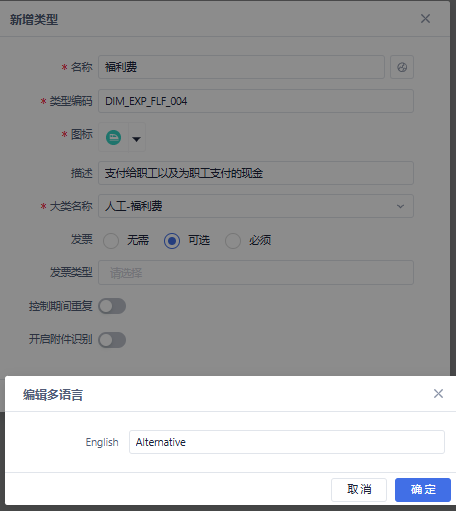 新增类型
* 名称 福利费
* 类型编码 DIM_EXP_FLF_004
* 图标
描述 支付给职工以及为职工支付的现金
* 大类名称 人工-福利费
发票 无需 可选 必须
发票类型 请选择
控制期间重复
开启附件识别
编辑多语言
English Alternative
取消 确定